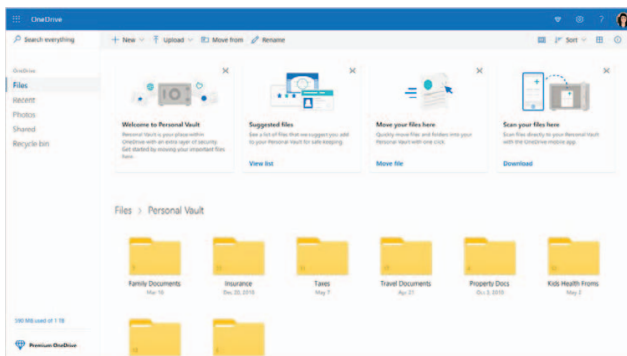 OneDrive
?
Search everything
New
Upload
Move from
Rename
Sort
OneDrive
Files
Recent
Photos
Shared
Recycle bin
Welcome to Personal Vault
Personal Vault is your place within
OneDrive with an extra layer of security.
Get started by moving your important files
here.
Suggested files
See a list of files that we suggest you add
to your Personal Vault for safe keeping.
View list
Move your files here
Quickly move files and folders into your
Personal Vault with one click.
Move file
Scan your files here
Scan files directly to your Personal Vault
with the OneDrive mobile app.
Download
Files > Personal Vault
Family Documents
Mar 16
Insurance
Dec 20, 2018
Taxes
May 7
Travel Documents
Apr 21
Property Docs
Oct 2, 2018
Kids Health Froms
May 2
590 MB used of 1 TB
Premium OneDrive